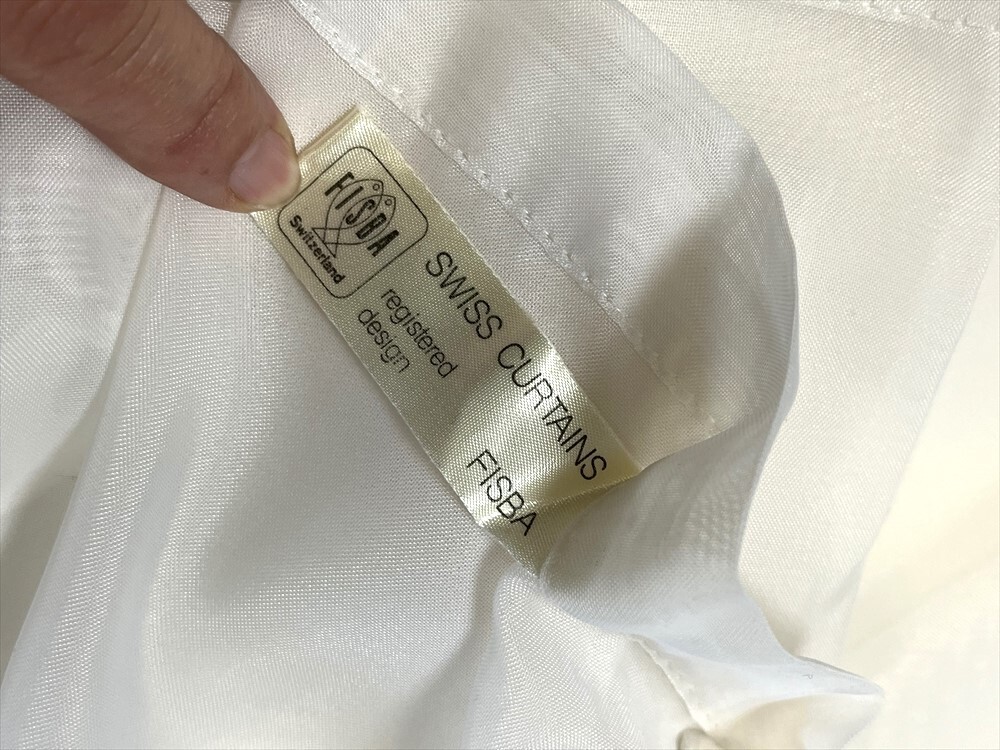 FISBA
Switzerland
SWISS CURTAINS
registered
design
FISBA